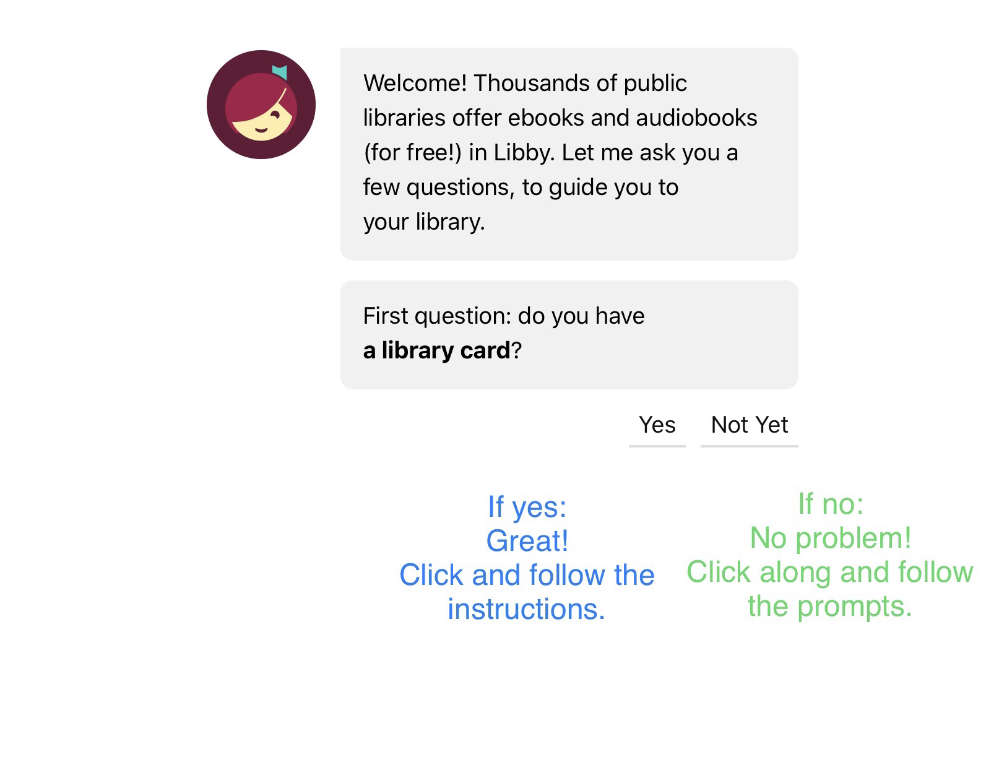 Welcome! Thousands of public
libraries offer ebooks and audiobooks
(for free!) in Libby. Let me ask you a
few questions, to guide you to
your library.
First question: do you have
a library card?
Yes
Not Yet
If yes:
Great!
Click and follow the
instructions.
If no:
No problem!
Click along and follow
the prompts.